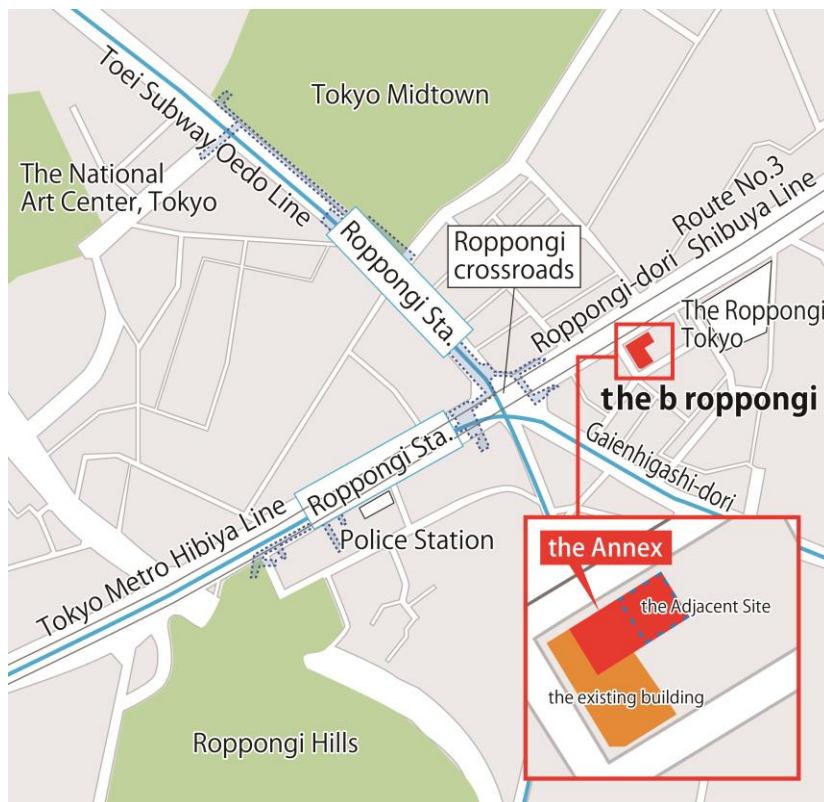 Tokyo Midtown
Toei Subway Oedo Line
The National
Art Center, Tokyo
Roppongi Sta.
Roppongi
crossroads
Roppongi-dori
Route No.3
Shibuya Line
The Roppongi
Tokyo
the b roppongi
Gaienhigashi-dori
Roppongi Sta.
Tokyo Metro Hibiya Line
Police Station
Roppongi Hills
the Annex
the Adjacent Site
the existing building